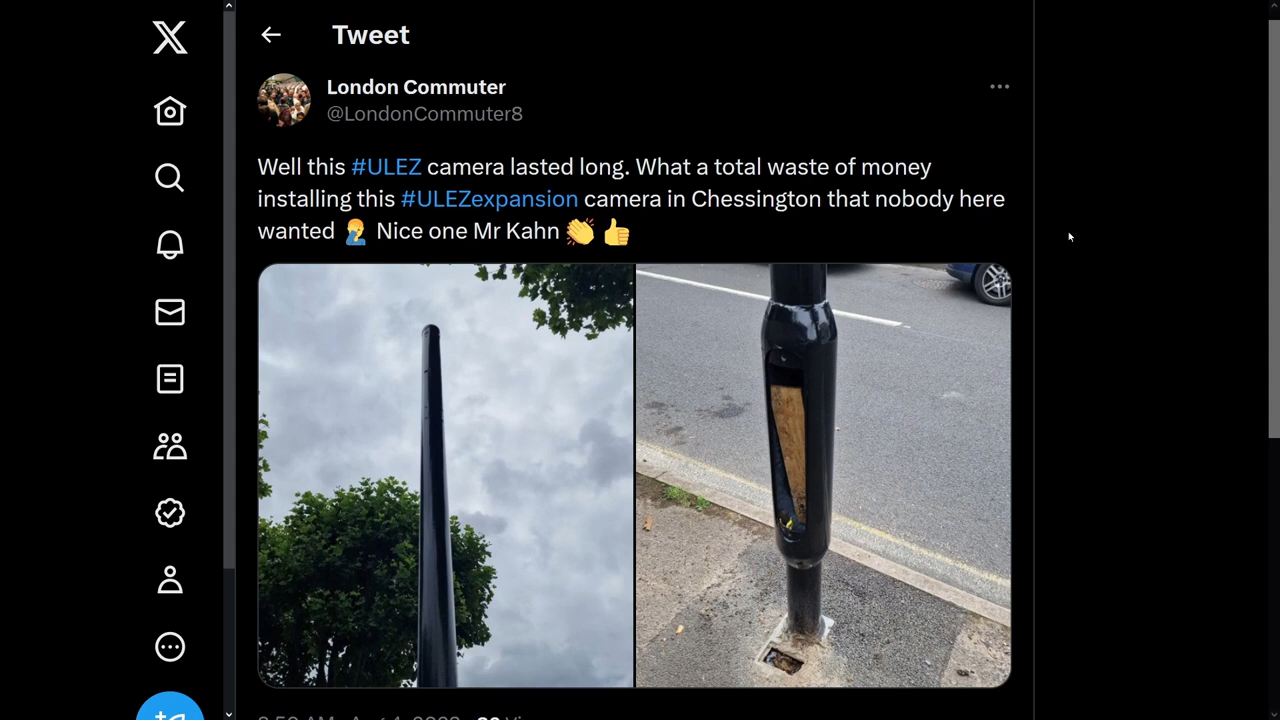 Tweet
London Commuter
@LondonCommuter8
Well this #ULEZ camera lasted long. What a total waste of money
installing this #ULEZexpansion camera in Chessington that nobody here
wanted 🤦‍♂️ Nice one Mr Kahn 👏 👍